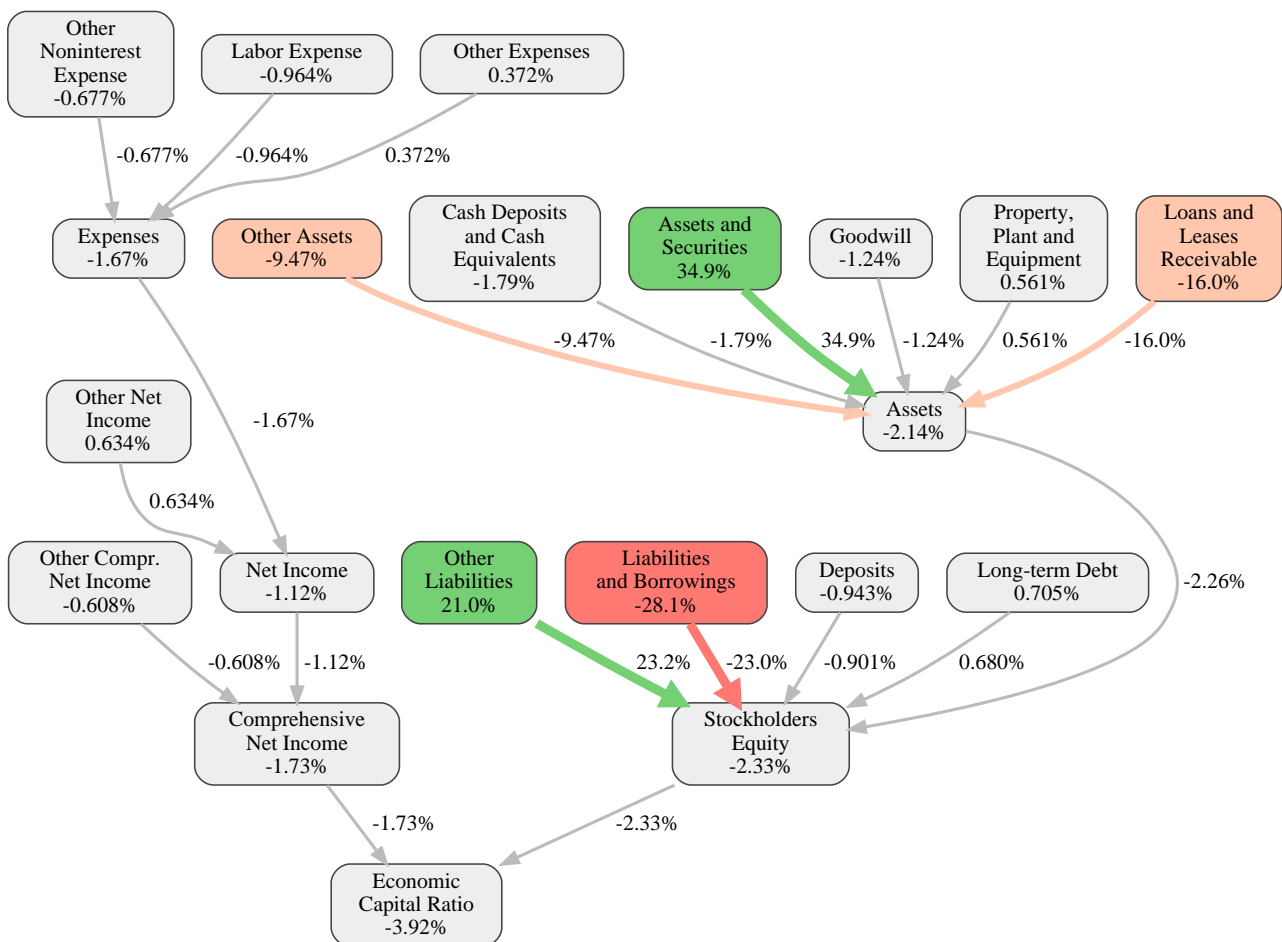 Other
Noninterest
Expense
-0.677%
Labor Expense
-0.964%
Other Expenses
0.372%
-0.677%
-0.964%
0.372%
Expenses
-1.67%
Other Assets
-9.47%
Cash Deposits
and Cash
Equivalents
-1.79%
Assets and
Securities
34.9%
Goodwill
-1.24%
Property,
Plant and
Equipment
0.561%
Loans and
Leases
Receivable
-16.0%
-9.47%
-1.79%
34.9%
-1.24%
0.561%
-16.0%
Other Net
Income
0.634%
-1.67%
Assets
-2.14%
0.634%
Other Compr.
Net Income
-0.608%
Net Income
-1.12%
Other
Liabilities
21.0%
Liabilities
and Borrowings
-28.1%
Deposits
-0.943%
Long-term Debt
0.705%
-2.26%
-0.608%
-1.12%
23.2%
-23.0%
-0.901%
0.680%
Comprehensive
Net Income
-1.73%
Stockholders
Equity
-2.33%
-1.73%
-2.33%
Economic
Capital Ratio
-3.92%